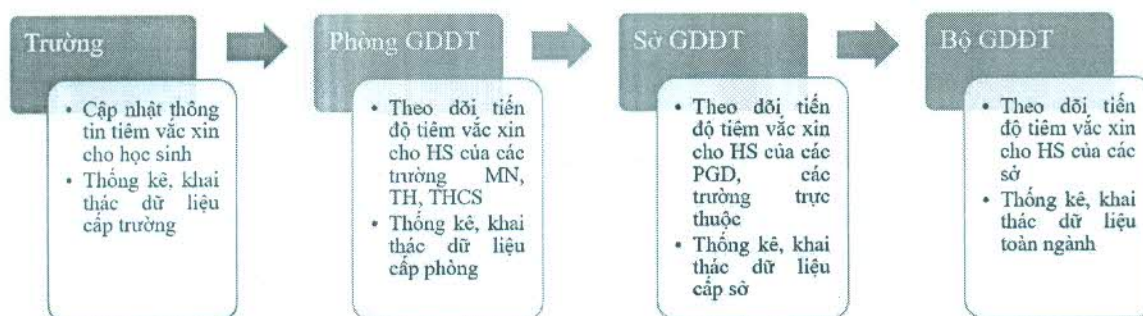 Trường
• Cập nhật thông
tin tiêm vắc xin
cho học sinh
• Thống kê, khai
thác dữ liệu
cấp trường
Phòng GDĐT
• Theo dõi tiến
độ tiêm vắc xin
cho HS của các
trường MN,
TH, THCS
• Thống kê, khai
thác dữ liệu
cấp phòng
Sở GDĐT
• Theo dõi tiến
độ tiêm vắc xin
cho HS của các
PGD, các
trường trực
thuộc
• Thống kê, khai
thác dữ liệu
cấp sở
Bộ GDĐT
• Theo dõi tiến
độ tiêm vắc xin
cho HS của các
sở
• Thống kê, khai
thác dữ liệu
toàn ngành